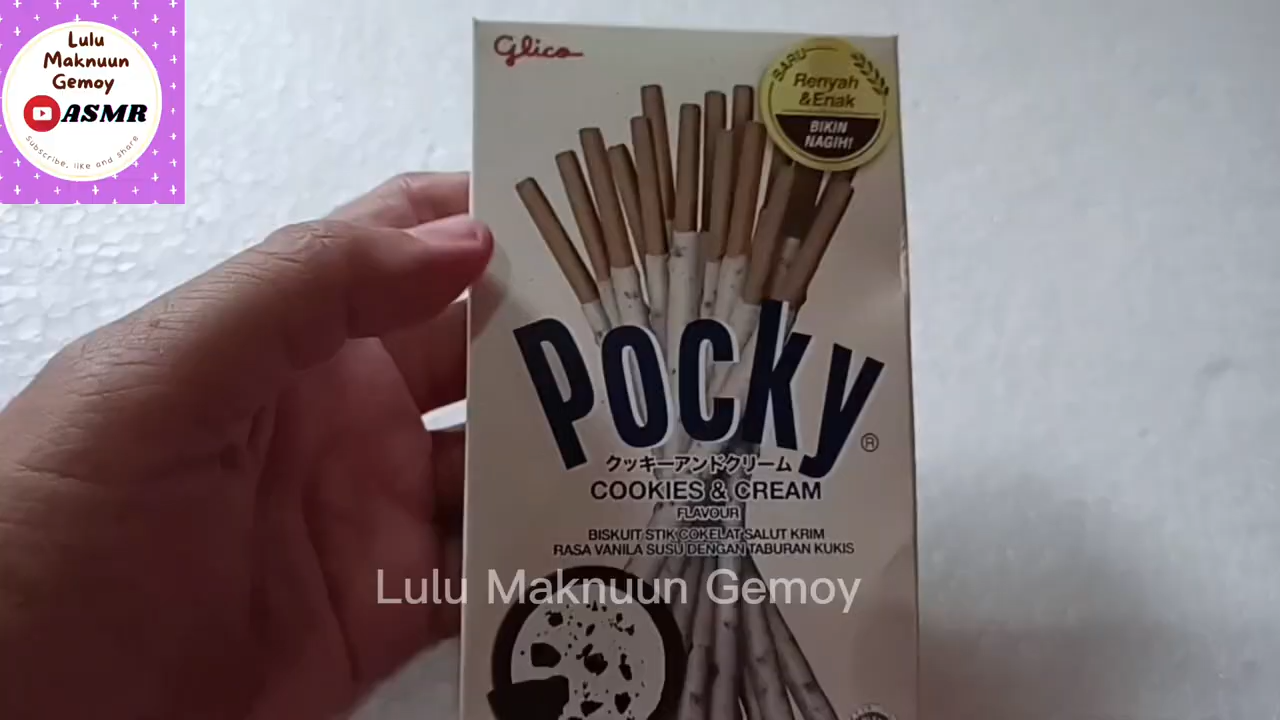 Lulu
Maknuun
Gemoy
ASMR
Subscribe, like and share
Glico
BARU
Renyah
&Enak
BIKIN
NAGIH!
Pocky®
クッキーアンドクリーム
COOKIES & CREAM
FLAVOUR
BISKUIT STIK COKELAT SALUT KRIM
RASA VANILA SUSU DENGAN TABURAN KUKIS
Lulu Maknuun Gemoy